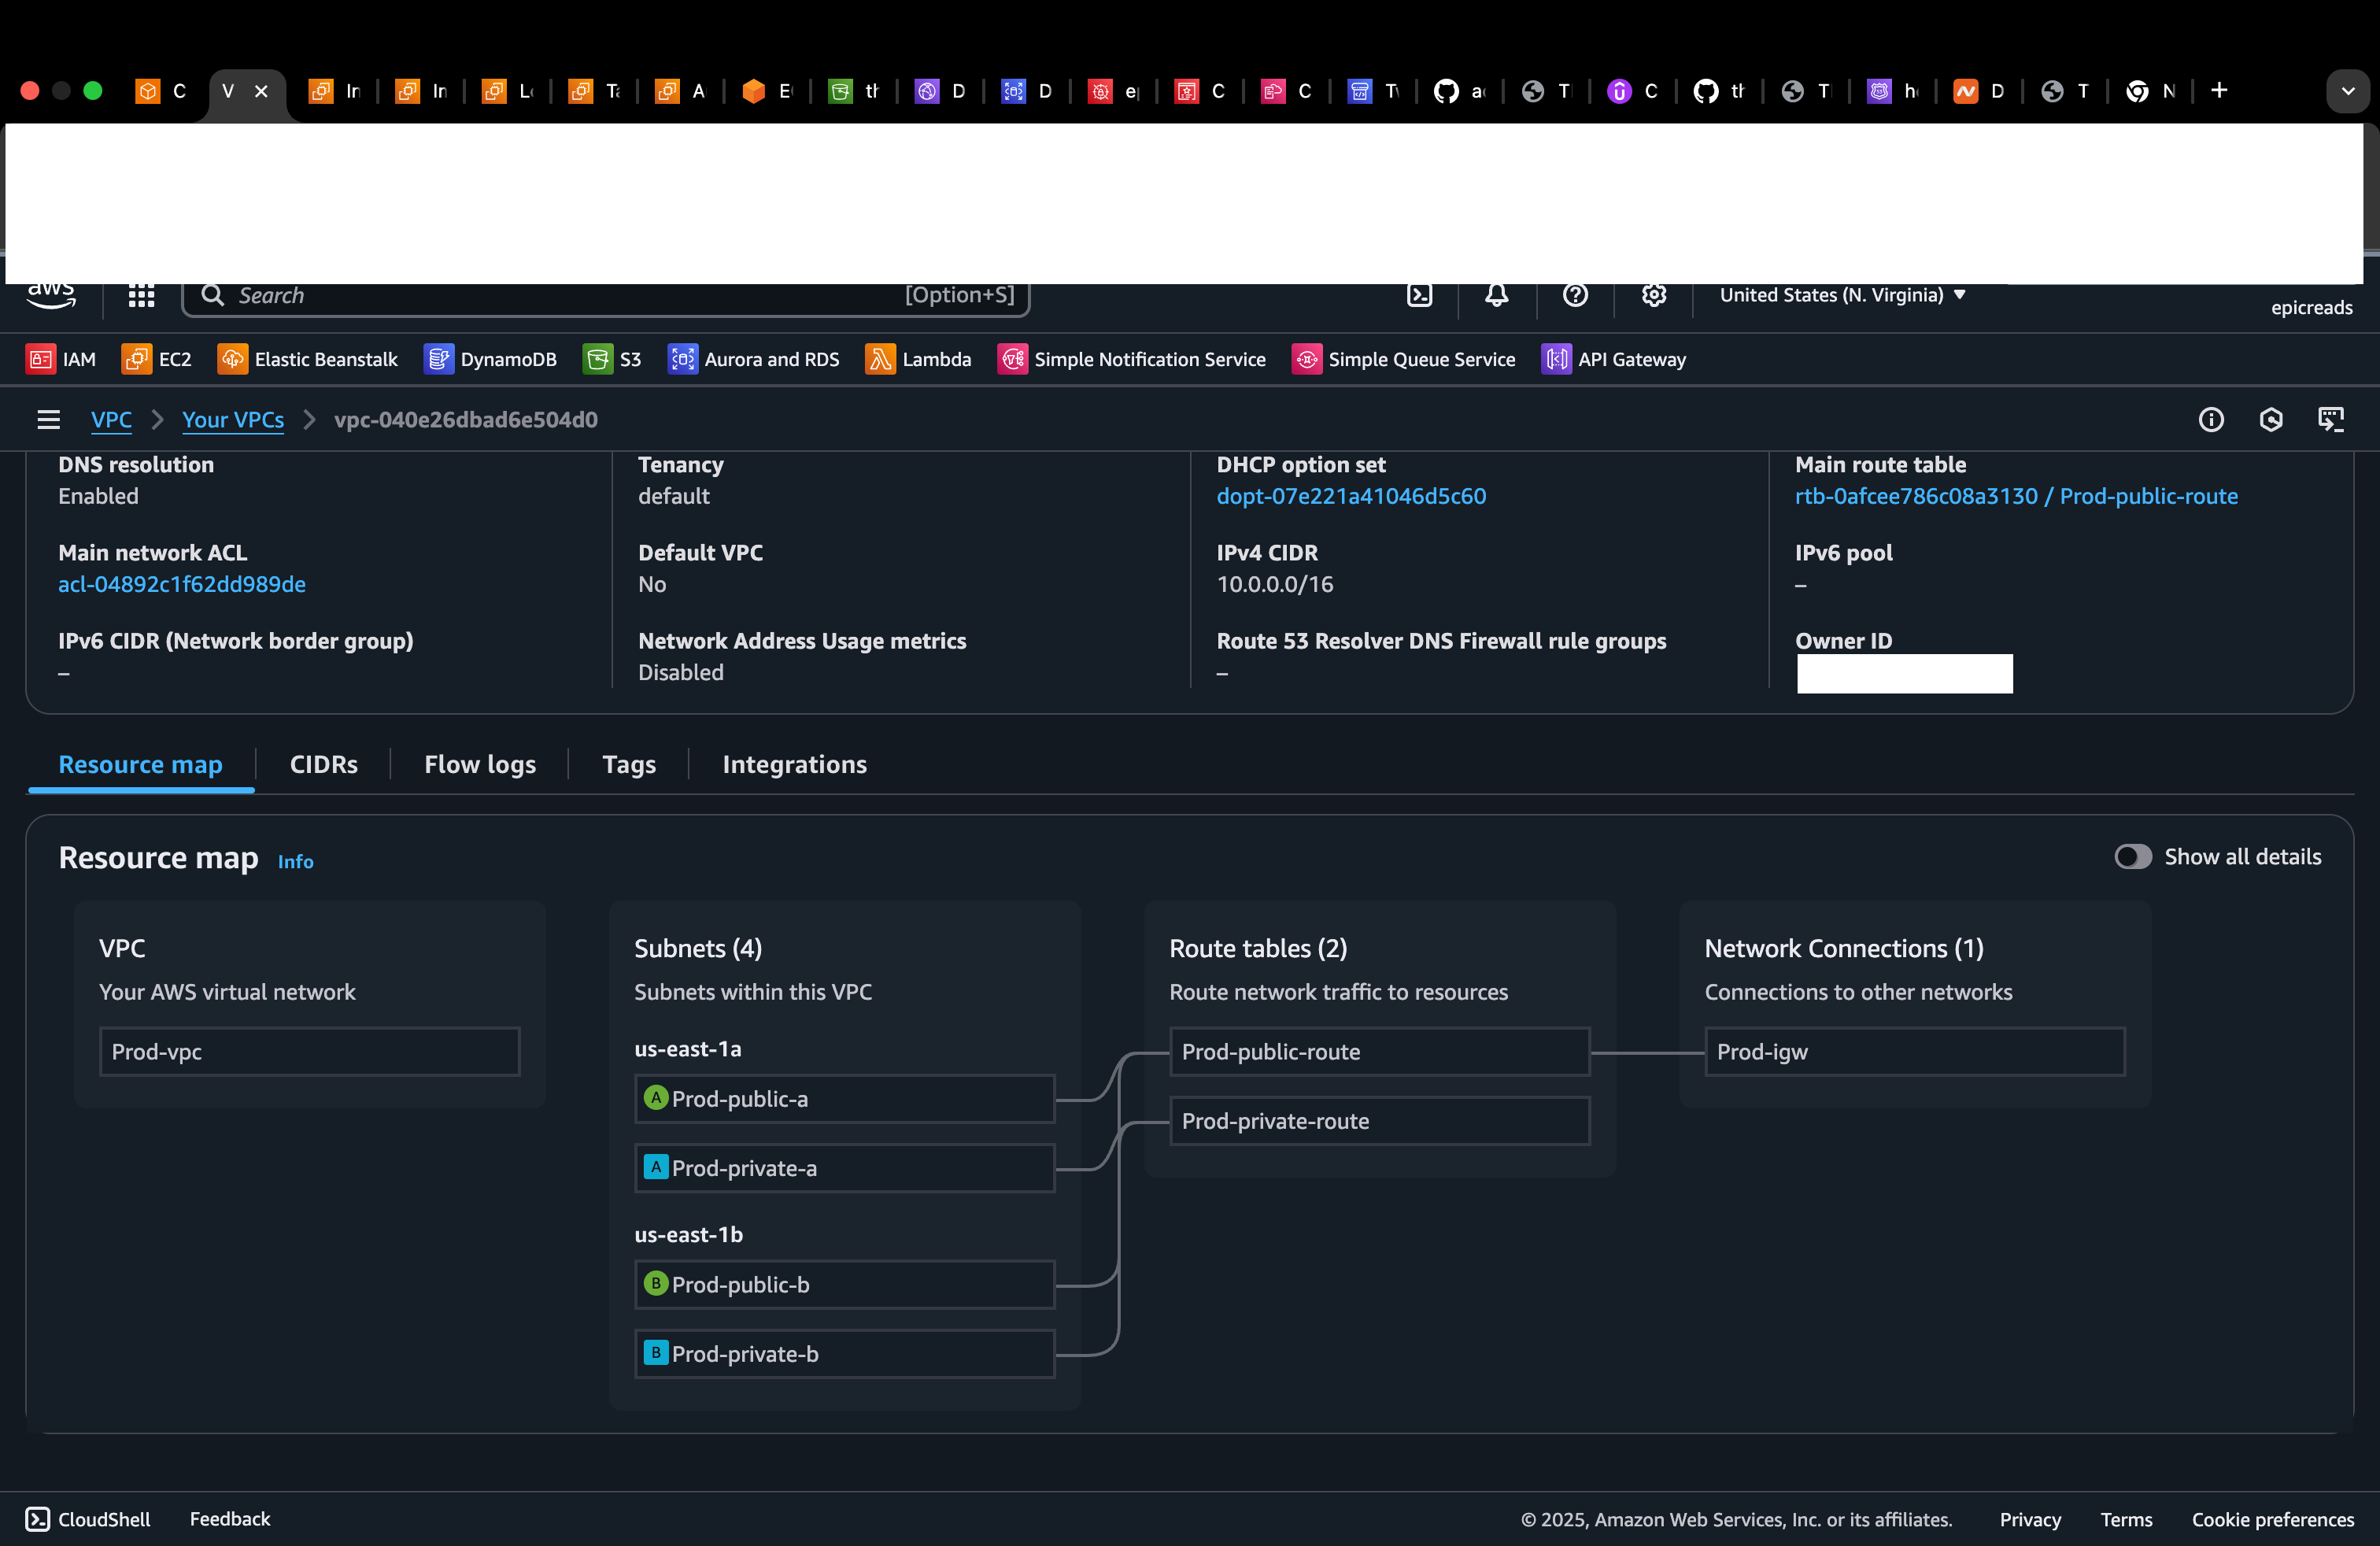 C V In In Lo Ta A E th D D ep C C Tv ac T C th T h D T N
aws Search [Option+S] United States (N. Virginia)
epicreads
IAM EC2 Elastic Beanstalk DynamoDB S3 Aurora and RDS Lambda Simple Notification Service Simple Queue Service API Gateway
VPC Your VPCs vpc-040e26dbad6e504d0
DNS resolution Tenancy DHCP option set Main route table
Enabled default dopt-07e221a41046d5c60 rtb-0afcee786c08a3130 / Prod-public-route
Main network ACL Default VPC IPv4 CIDR IPv6 pool
acl-04892c1f62dd989de No 10.0.0.0/16 –
IPv6 CIDR (Network border group) Network Address Usage metrics Route 53 Resolver DNS Firewall rule groups Owner ID
– Disabled –
Resource map CIDRs Flow logs Tags Integrations
Resource map Info Show all details
VPC
Your AWS virtual network
Prod-vpc
Subnets (4)
Subnets within this VPC
us-east-1a
A Prod-public-a
A Prod-private-a
us-east-1b
B Prod-public-b
B Prod-private-b
Route tables (2)
Route network traffic to resources
Prod-public-route
Prod-private-route
Network Connections (1)
Connections to other networks
Prod-igw
CloudShell Feedback © 2025, Amazon Web Services, Inc. or its affiliates. Privacy Terms Cookie preferences